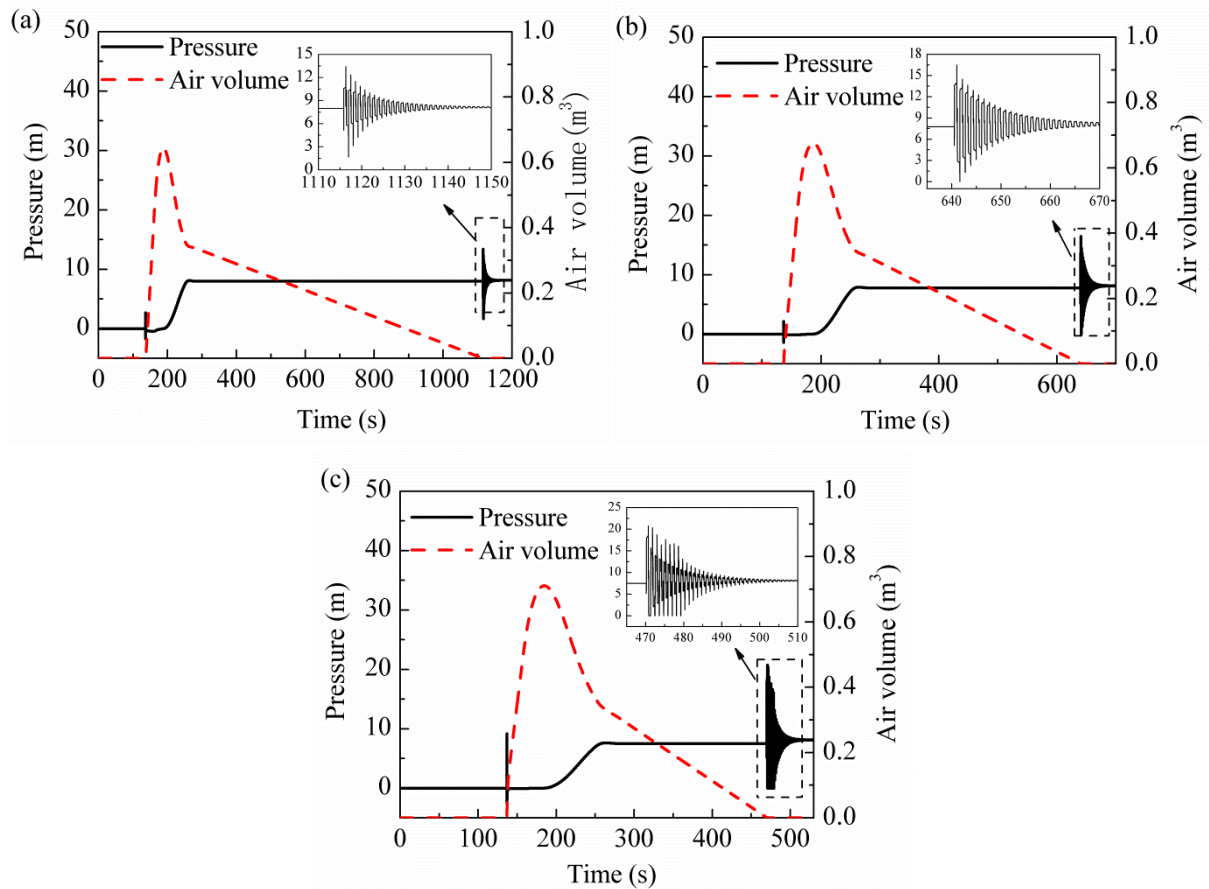 (a)
50
40
30
20
10
0
Pressure (m)
Pressure
Air volume
15
12
9
6
3
0
1110 1120 1130 1140 1150
1.0
0.8
0.6
0.4
0.2
0.0
Air volume (m³)
0 200 400 600 800 1000 1200
Time (s)
(b)
50
40
30
20
10
0
Pressure (m)
Pressure
Air volume
18
15
12
9
6
3
0
640 650 660 670
1.0
0.8
0.6
0.4
0.2
0.0
Air volume (m³)
0 200 400 600
Time (s)
(c)
50
40
30
20
10
0
Pressure (m)
Pressure
Air volume
25
20
15
10
5
0
470 480 490 500 510
1.0
0.8
0.6
0.4
0.2
0.0
Air volume (m³)
0 100 200 300 400 500
Time (s)